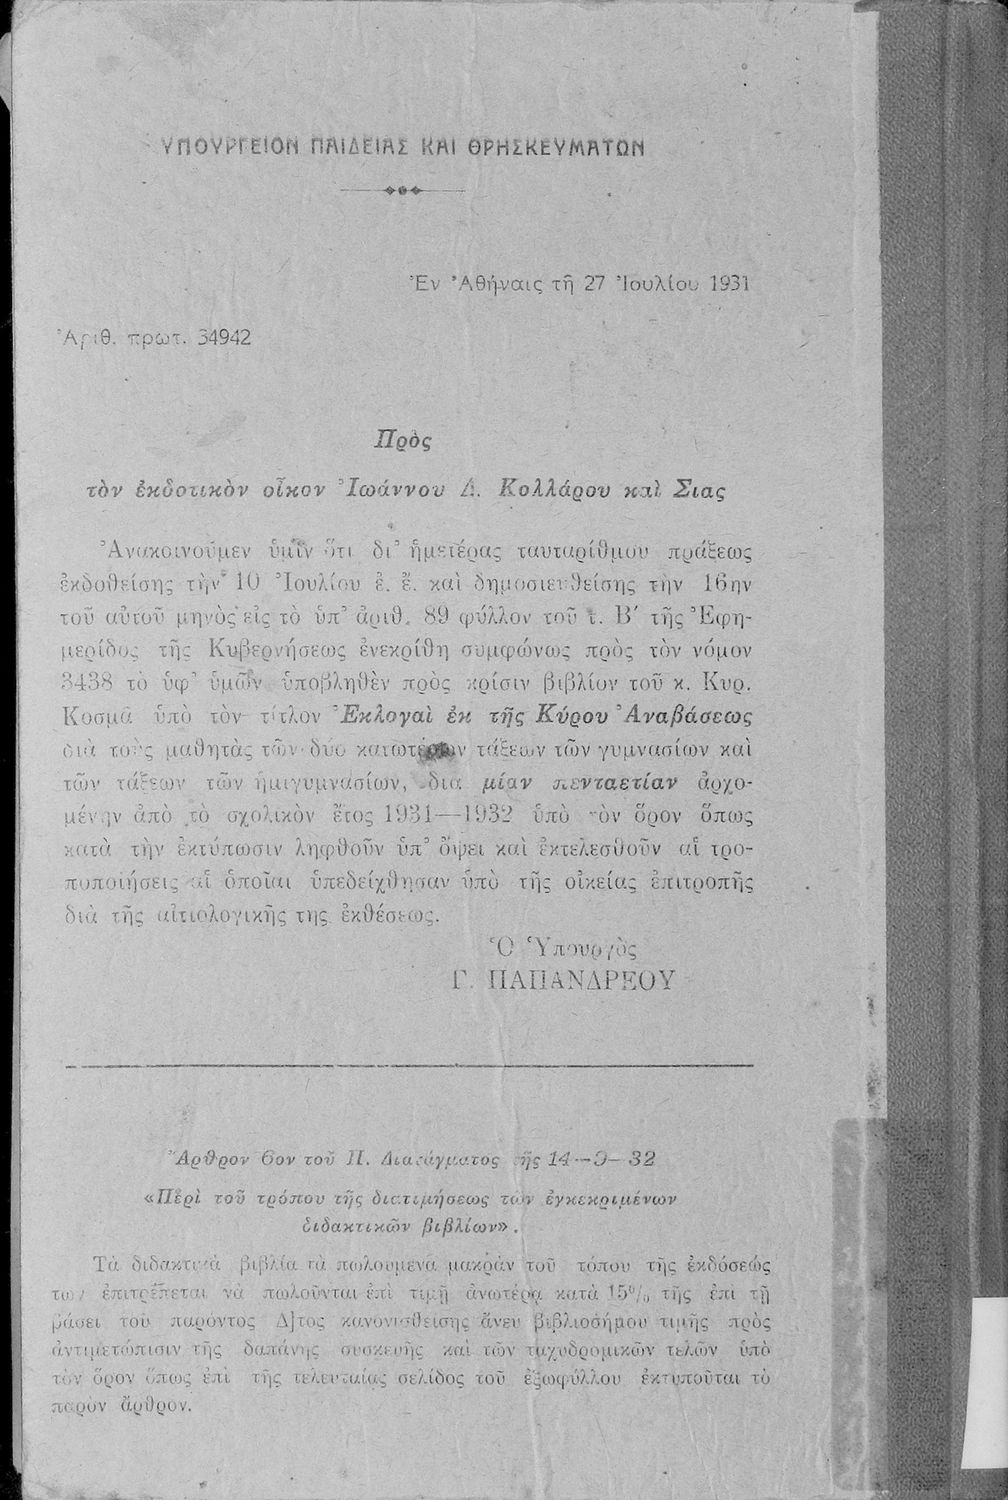 ΥΠΟΥΡΓΕΙΟΝ ΠΑΙΔΕΙΑΣ ΚΑΙ ΘΡΗΣΚΕΥΜΑΤΩΝ
Ἐν Ἀθήναις τῇ 27 Ἰουλίου 1931
Ἀριθ. πρωτ. 34942
Πρὸς
τὸν ἐκδοτικὸν οἶκον Ἰωάννου Δ. Κολλάρου καὶ Σιας
Ἀνακοινοῦμεν ὑμῖν ὅτι δι’ ἡμετέρας ταυταρίθμου πράξεως
ἐκδοθείσης τὴν 10 Ἰουλίου ἐ. ἔ. καὶ δημοσιευθείσης τὴν 16ην
τοῦ αὐτοῦ μηνὸς εἰς τὸ ὑπ’ ἀριθ. 89 φύλλον τοῦ τ. Β′ τῆς Ἐφη-
μερίδος τῆς Κυβερνήσεως ἐνεκρίθη συμφώνως πρὸς τὸν νόμον
3438 τὸ ὑφ’ ὑμῶν ὑποβληθὲν πρὸς κρίσιν βιβλίον τοῦ κ. Κυρ.
Κοσμᾶ ὑπὸ τὸν τίτλον Ἐκλογαὶ ἐκ τῆς Κύρου Ἀναβάσεως
διὰ τοὺς μαθητὰς τῶν δύο κατωτέρων τάξεων τῶν γυμνασίων καὶ
τῶν τάξεων τῶν ἡμιγυμνασίων, διὰ μίαν πενταετίαν ἀρχο-
μένην ἀπὸ τὸ σχολικὸν ἔτος 1931—1932 ὑπὸ τὸν ὅρον ὅπως
κατὰ τὴν ἐκτύπωσιν ληφθοῦν ὑπ’ ὄψει καὶ ἐκτελεσθοῦν αἱ τρο-
ποποιήσεις αἱ ὁποῖαι ὑπεδείχθησαν ὑπὸ τῆς οἰκείας ἐπιτροπῆς
διὰ τῆς αἰτιολογικῆς της ἐκθέσεως.
Ὁ Ὑπουργὸς
Γ. ΠΑΠΑΝΔΡΕΟΥ
Ἄρθρον 6ον τοῦ Π. Διατάγματος τῆς 14—9—32
«Περὶ τοῦ τρόπου τῆς διατιμήσεως τῶν ἐγκεκριμένων
διδακτικῶν βιβλίων».
Τὰ διδακτικὰ βιβλία τὰ πωλούμενα μακρὰν τοῦ τόπου τῆς ἐκδόσεώς
των ἐπιτρέπεται νὰ πωλοῦνται ἐπὶ τιμῇ ἀνωτέρᾳ κατὰ 15% τῆς ἐπὶ τῇ
βάσει τοῦ παρόντος Δ]τος κανονισθείσης ἄνευ βιβλιοσήμου τιμῆς πρὸς
ἀντιμετώπισιν τῆς δαπάνης συσκευῆς καὶ τῶν ταχυδρομικῶν τελῶν ὑπὸ
τὸν ὅρον ὅπως ἐπὶ τῆς τελευταίας σελίδος τοῦ ἐξωφύλλου ἐκτυποῦται τὸ
παρὸν ἄρθρον.